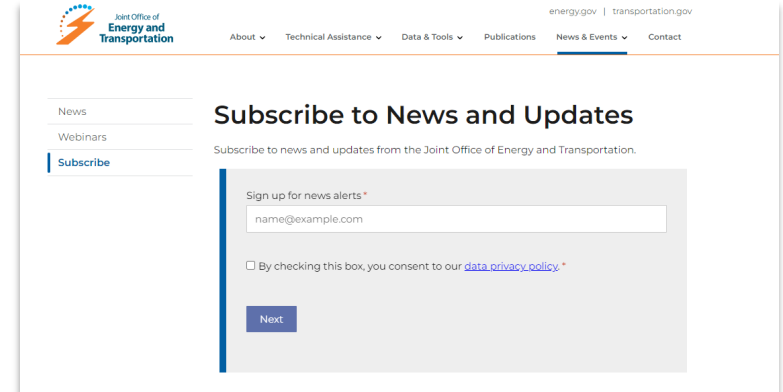 energy.gov | transportation.gov
Joint Office of
Energy and
Transportation
About Technical Assistance Data & Tools Publications News & Events Contact
News
Webinars
Subscribe
Subscribe to News and Updates
Subscribe to news and updates from the Joint Office of Energy and Transportation.
Sign up for news alerts *
name@example.com
By checking this box, you consent to our data privacy policy. *
Next